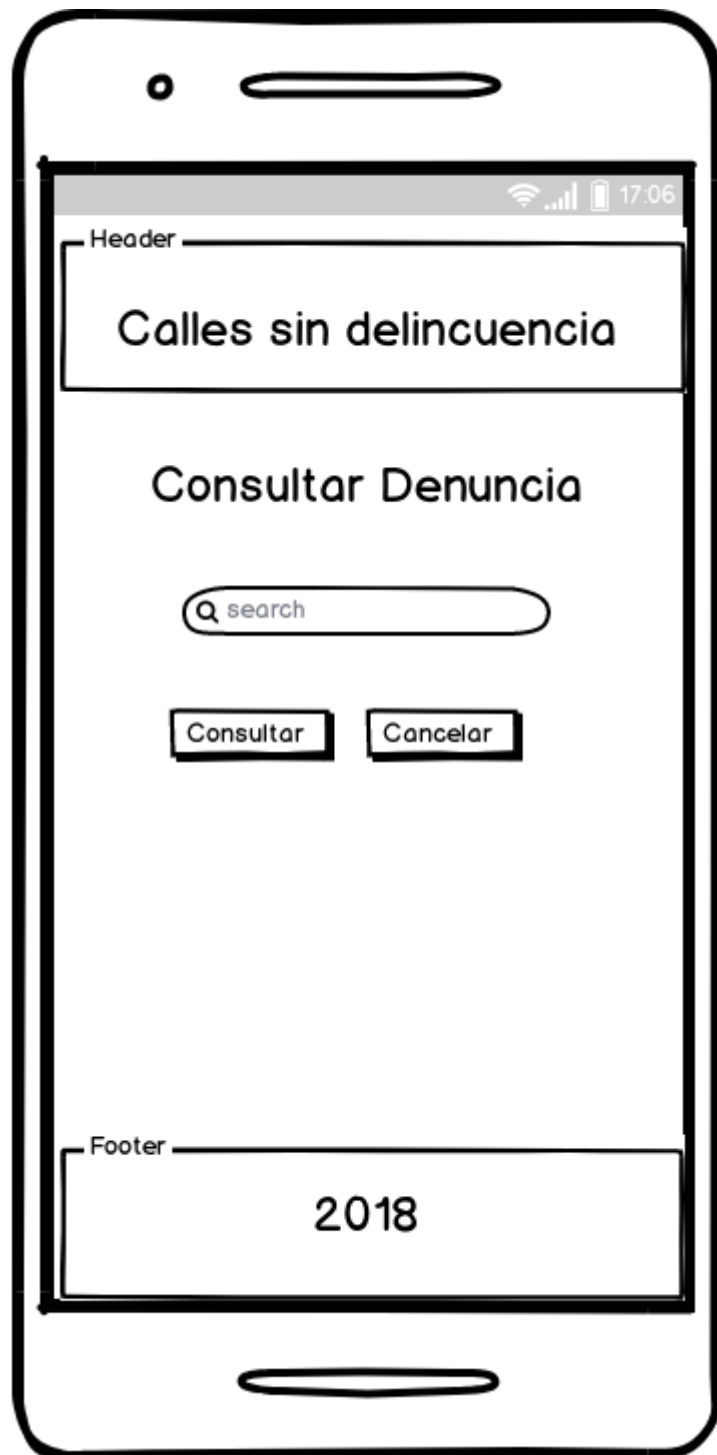 17:06
Header
Calles sin delincuencia
Consultar Denuncia
search
Consultar Cancelar
Footer
2018